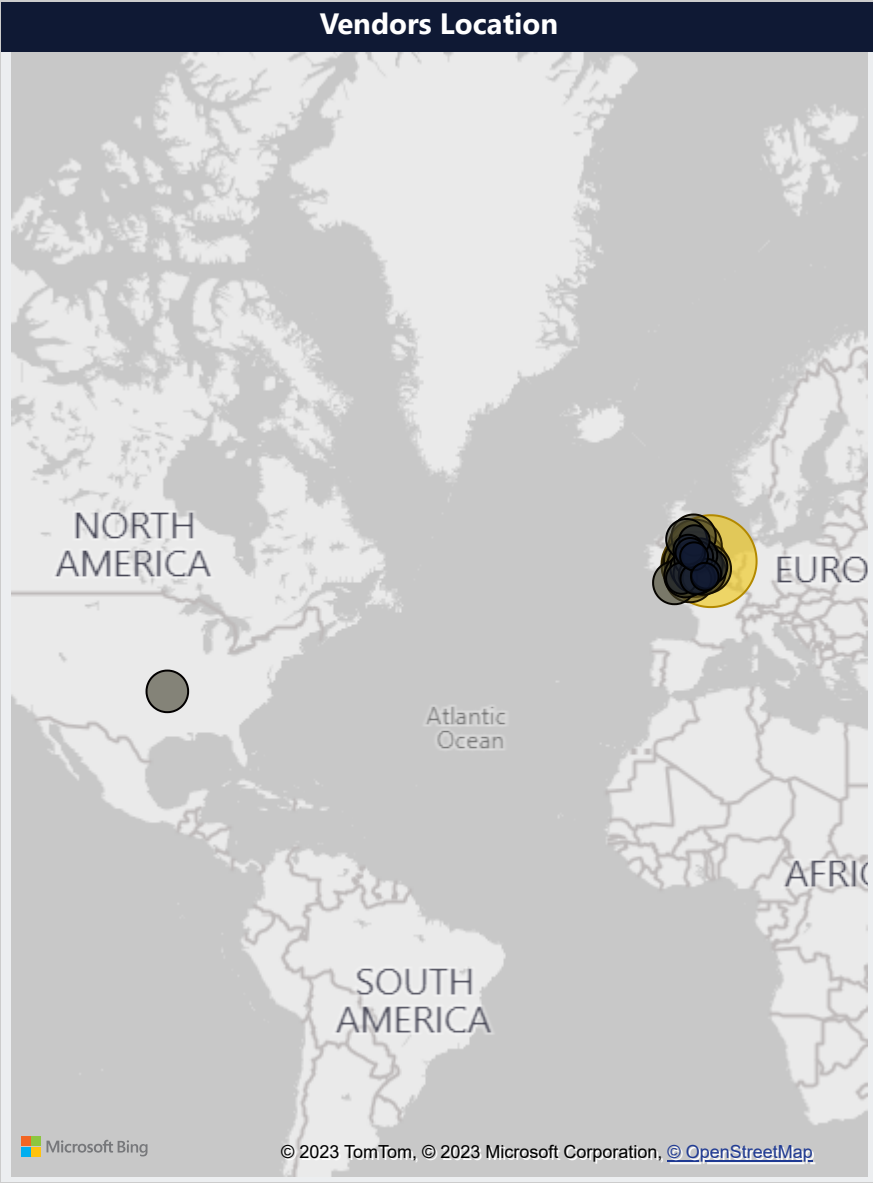 Vendors Location
NORTH
AMERICA
EURO
Atlantic
Ocean
AFRIC
SOUTH
AMERICA
Microsoft Bing
© 2023 TomTom, © 2023 Microsoft Corporation, © OpenStreetMap